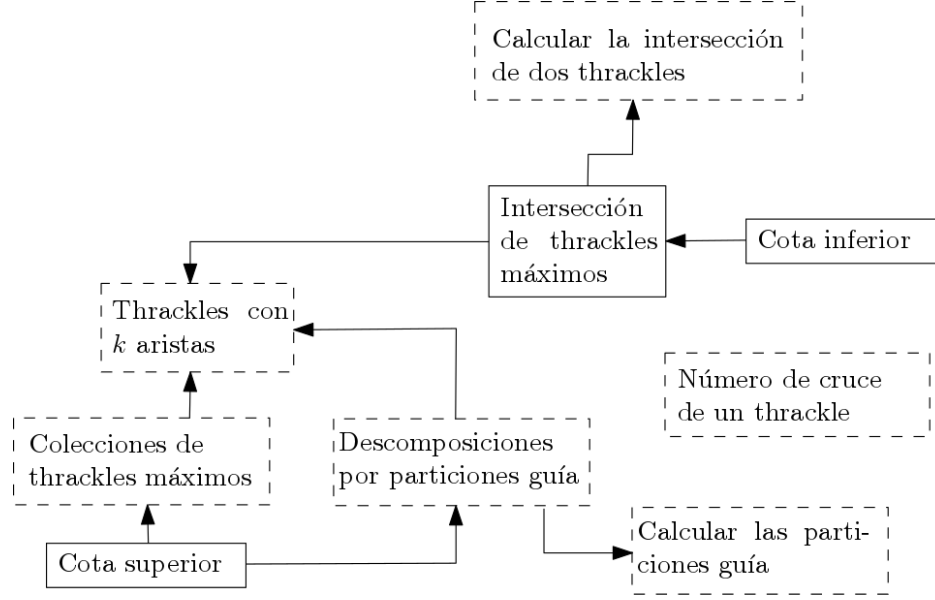 Calcular la intersección
de dos thrackles
Intersección
de thrackles
máximos
Cota inferior
Thrackles con
k aristas
Número de cruce
de un thrackle
Colecciones de
thrackles máximos
Descomposiciones
por particiones guía
Calcular las parti-
ciones guía
Cota superior